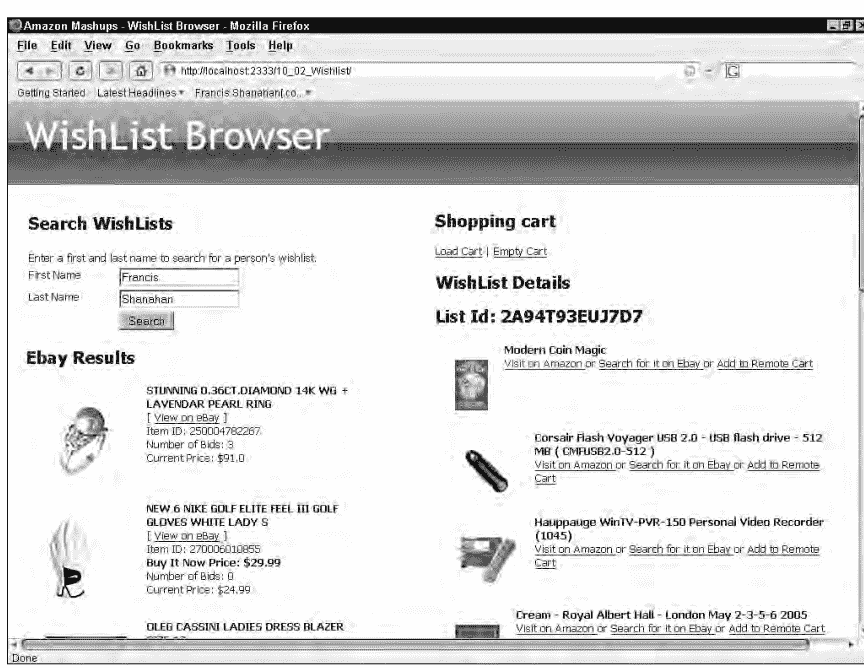 Amazon Mashups - WishList Browser - Mozilla Firefox
File Edit View Go Bookmarks Tools Help
http://localhost:2333/10_02_Wishlist/
Getting Started Latest Headlines Francis Shanahan[.co...
WishList Browser
Search WishLists
Enter a first and last name to search for a person's wishlist.
First Name
Francis
Last Name
Shanahan
Search
Ebay Results
STUNNING 0.36CT.DIAMOND 14K WG +
LAVENDAR PEARL RING
[ View on eBay ]
Item ID: 250004782267
Number of Bids: 3
Current Price: $91.0
NEW 6 NIKE GOLF ELITE FEEL III GOLF
GLOVES WHITE LADY S
[ View on eBay ]
Item ID: 270006010855
Buy It Now Price: $29.99
Number of Bids: 0
Current Price: $24.99
OLEG CASSINI LADIES DRESS BLAZER
Shopping cart
Load Cart | Empty Cart
WishList Details
List Id: 2A94T93EUJ7D7
Modern Coin Magic
Visit on Amazon or Search for it on Ebay or Add to Remote Cart
Corsair Flash Voyager USB 2.0 - USB flash drive - 512
MB ( CMFUSB2.0-512 )
Visit on Amazon or Search for it on Ebay or Add to Remote
Cart
Hauppauge WinTV-PVR-150 Personal Video Recorder
(1045)
Visit on Amazon or Search for it on Ebay or Add to Remote
Cart
Cream - Royal Albert Hall - London May 2-3-5-6 2005
Visit on Amazon or Search for it on Ebay or Add to Remote Cart
Done